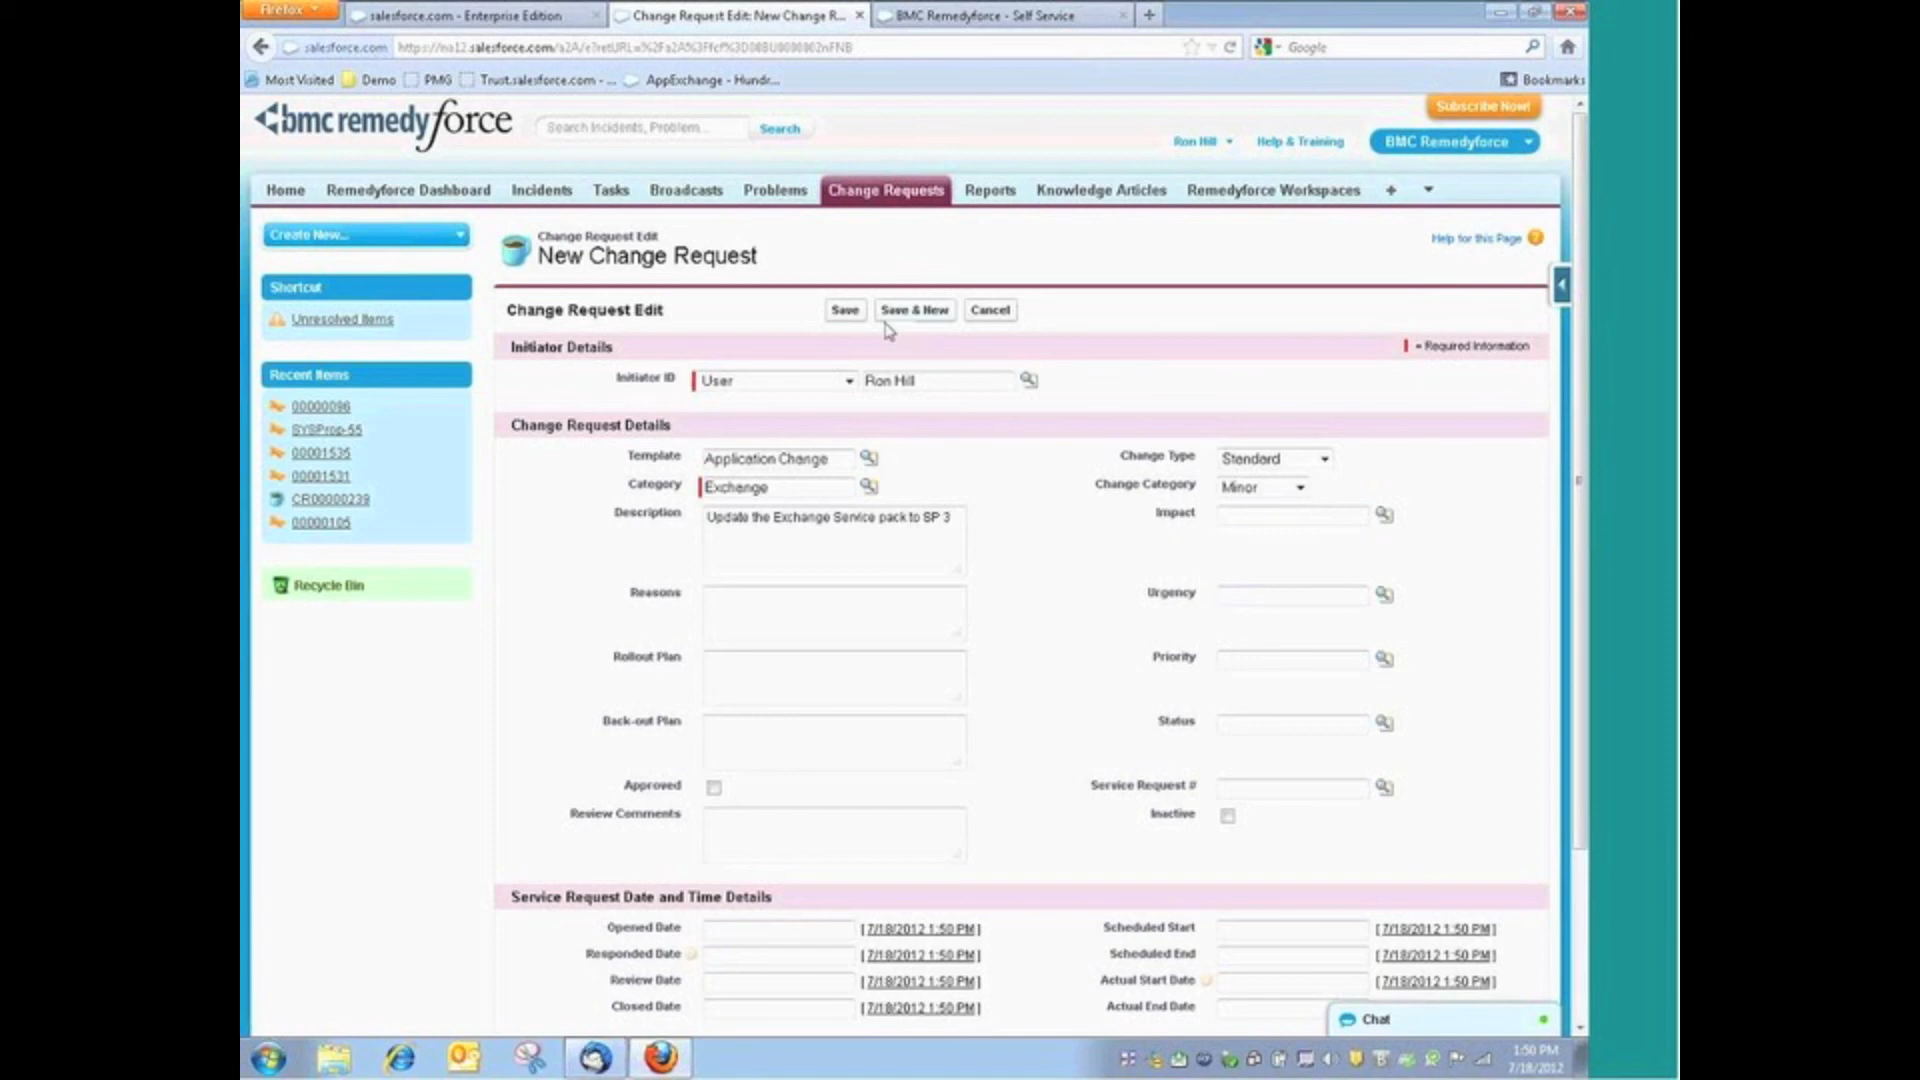 Firefox
salesforce.com - Enterprise Edition
Change Request Edit: New Change R...
BMC Remedyforce - Self Service
salesforce.com
https://na12.salesforce.com/a2A/e?retURL=%2Fa2A%3Ffcf%3D00BU0000002nFNB
Google
Most Visited
Demo
PMG
Trust.salesforce.com - ...
AppExchange - Hundr...
Bookmarks
bmc remedyforce
Search Incidents, Problem...
Search
Subscribe Now!
Ron Hill
Help & Training
BMC Remedyforce
Home
Remedyforce Dashboard
Incidents
Tasks
Broadcasts
Problems
Change Requests
Reports
Knowledge Articles
Remedyforce Workspaces
+
Create New...
Shortcut
Unresolved Items
Recent Items
00000096
SYSProp-55
00001535
00001531
CR00000239
00000105
Recycle Bin
Change Request Edit
New Change Request
Help for this Page
Change Request Edit
Save
Save & New
Cancel
Initiator Details
= Required Information
Initiator ID
User
Ron Hill
Change Request Details
Template
Application Change
Change Type
Standard
Category
Exchange
Change Category
Minor
Description
Update the Exchange Service pack to SP 3
Impact
Reasons
Urgency
Rollout Plan
Priority
Back-out Plan
Status
Approved
Service Request #
Review Comments
Inactive
Service Request Date and Time Details
Opened Date
[ 7/18/2012 1:50 PM ]
Scheduled Start
[ 7/18/2012 1:50 PM ]
Responded Date
[ 7/18/2012 1:50 PM ]
Scheduled End
[ 7/18/2012 1:50 PM ]
Review Date
[ 7/18/2012 1:50 PM ]
Actual Start Date
[ 7/18/2012 1:50 PM ]
Closed Date
[ 7/18/2012 1:50 PM ]
Actual End Date
Chat
1:50 PM
7/18/2012